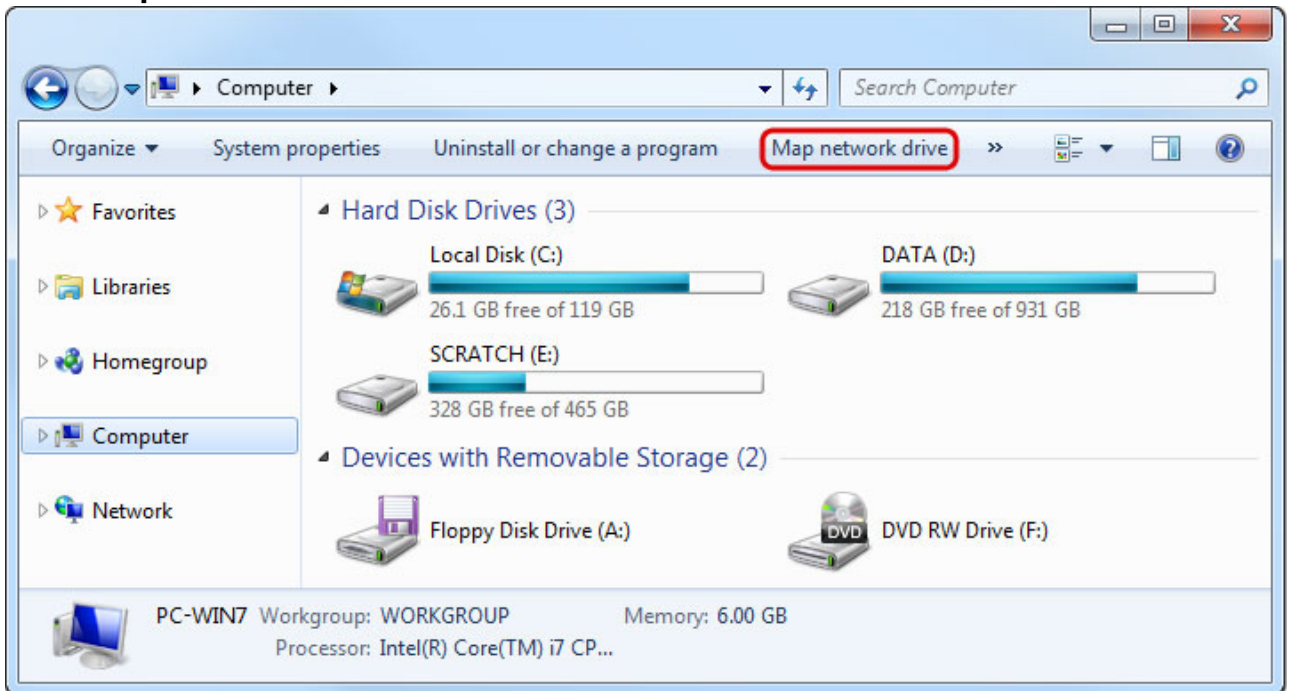 Computer
Search Computer
Organize System properties Uninstall or change a program Map network drive »
Favorites
Libraries
Homegroup
Computer
Network
Hard Disk Drives (3)
Local Disk (C:)
26.1 GB free of 119 GB
DATA (D:)
218 GB free of 931 GB
SCRATCH (E:)
328 GB free of 465 GB
Devices with Removable Storage (2)
Floppy Disk Drive (A:)
DVD
DVD RW Drive (F:)
PC-WIN7 Workgroup: WORKGROUP Memory: 6.00 GB
Processor: Intel(R) Core(TM) i7 CP...